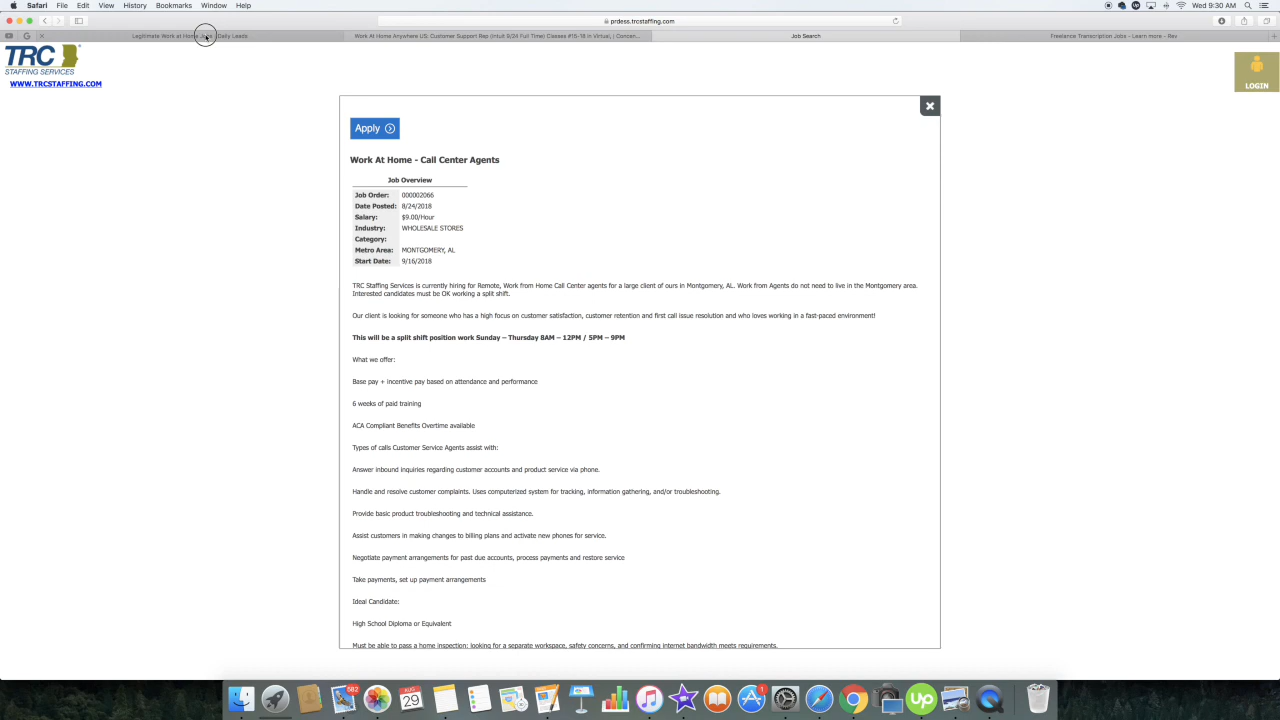 Safari File Edit View History Bookmarks Window Help
Wed 9:30 AM
prdess.trcstaffing.com
Legitimate Work at Home Jobs - Daily Leads
Work At Home Anywhere US; Customer Support Rep (Intuit 9/24 Full Time) Classes #15-18 in Virtual, | Concen...
Job Search
Freelance Transcription Jobs - Learn more - Rev
TRC
STAFFING SERVICES
WWW.TRCSTAFFING.COM
LOGIN
Apply
Work At Home - Call Center Agents
Job Overview
Job Order: 000002066
Date Posted: 8/24/2018
Salary: $9.00/Hour
Industry: WHOLESALE STORES
Category:
Metro Area: MONTGOMERY, AL
Start Date: 9/16/2018
TRC Staffing Services is currently hiring for Remote, Work from Home Call Center agents for a large client of ours in Montgomery, AL. Work from Agents do not need to live in the Montgomery area.
Interested candidates must be OK working a split shift.
Our client is looking for someone who has a high focus on customer satisfaction, customer retention and first call issue resolution and who loves working in a fast-paced environment!
This will be a split shift position work Sunday – Thursday 8AM – 12PM / 5PM – 9PM
What we offer:
Base pay + incentive pay based on attendance and performance
6 weeks of paid training
ACA Compliant Benefits Overtime available
Types of calls Customer Service Agents assist with:
Answer inbound inquiries regarding customer accounts and product service via phone.
Handle and resolve customer complaints. Uses computerized system for tracking, information gathering, and/or troubleshooting.
Provide basic product troubleshooting and technical assistance.
Assist customers in making changes to billing plans and activate new phones for service.
Negotiate payment arrangements for past due accounts, process payments and restore service
Take payments, set up payment arrangements
Ideal Candidate:
High School Diploma or Equivalent
Must be able to pass a home inspection: looking for a separate workspace, safety concerns, and confirming internet bandwidth meets requirements.
582
AUG
29
1
Up